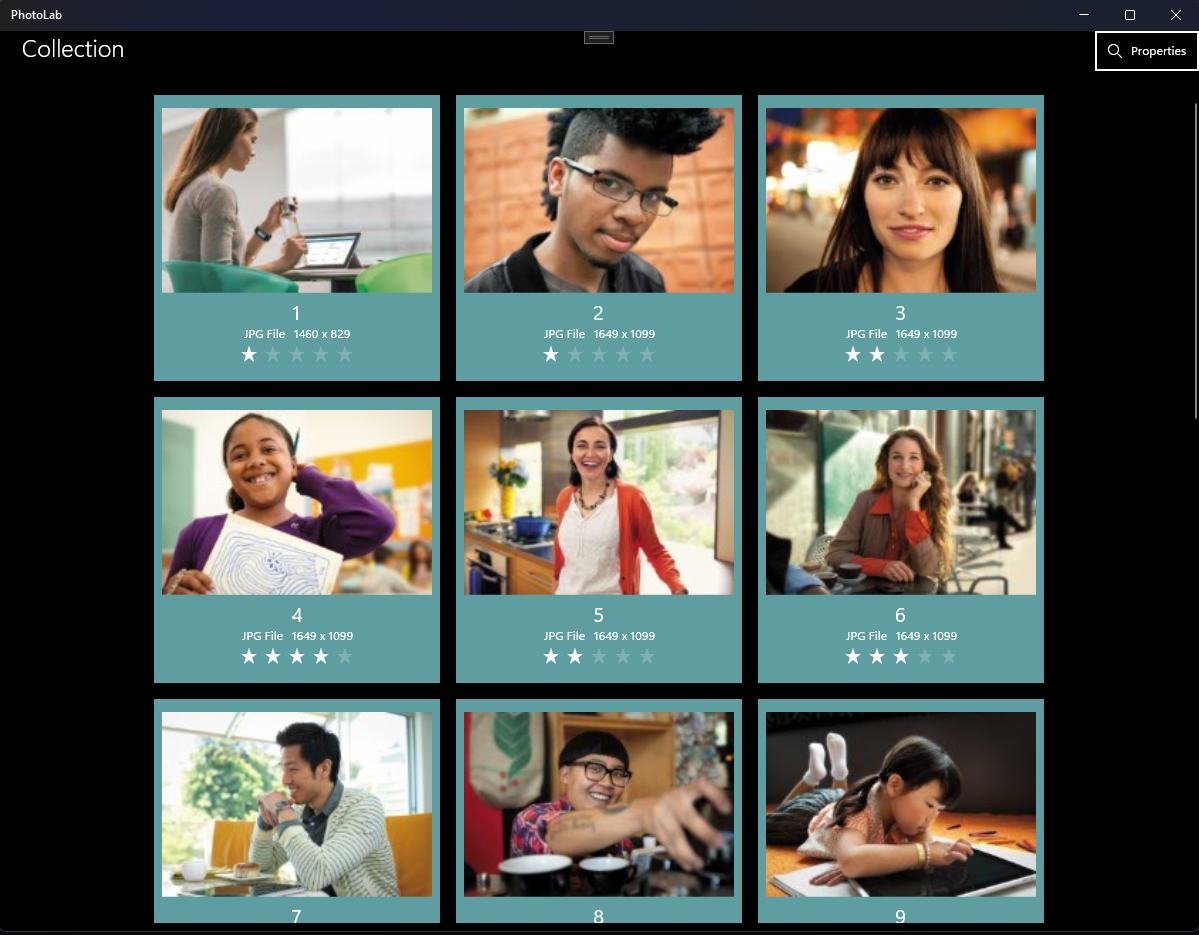 PhotoLab
Collection
Properties
1
JPG File 1460 x 829
2
JPG File 1649 x 1099
3
JPG File 1649 x 1099
4
JPG File 1649 x 1099
5
JPG File 1649 x 1099
6
JPG File 1649 x 1099
7
8
9